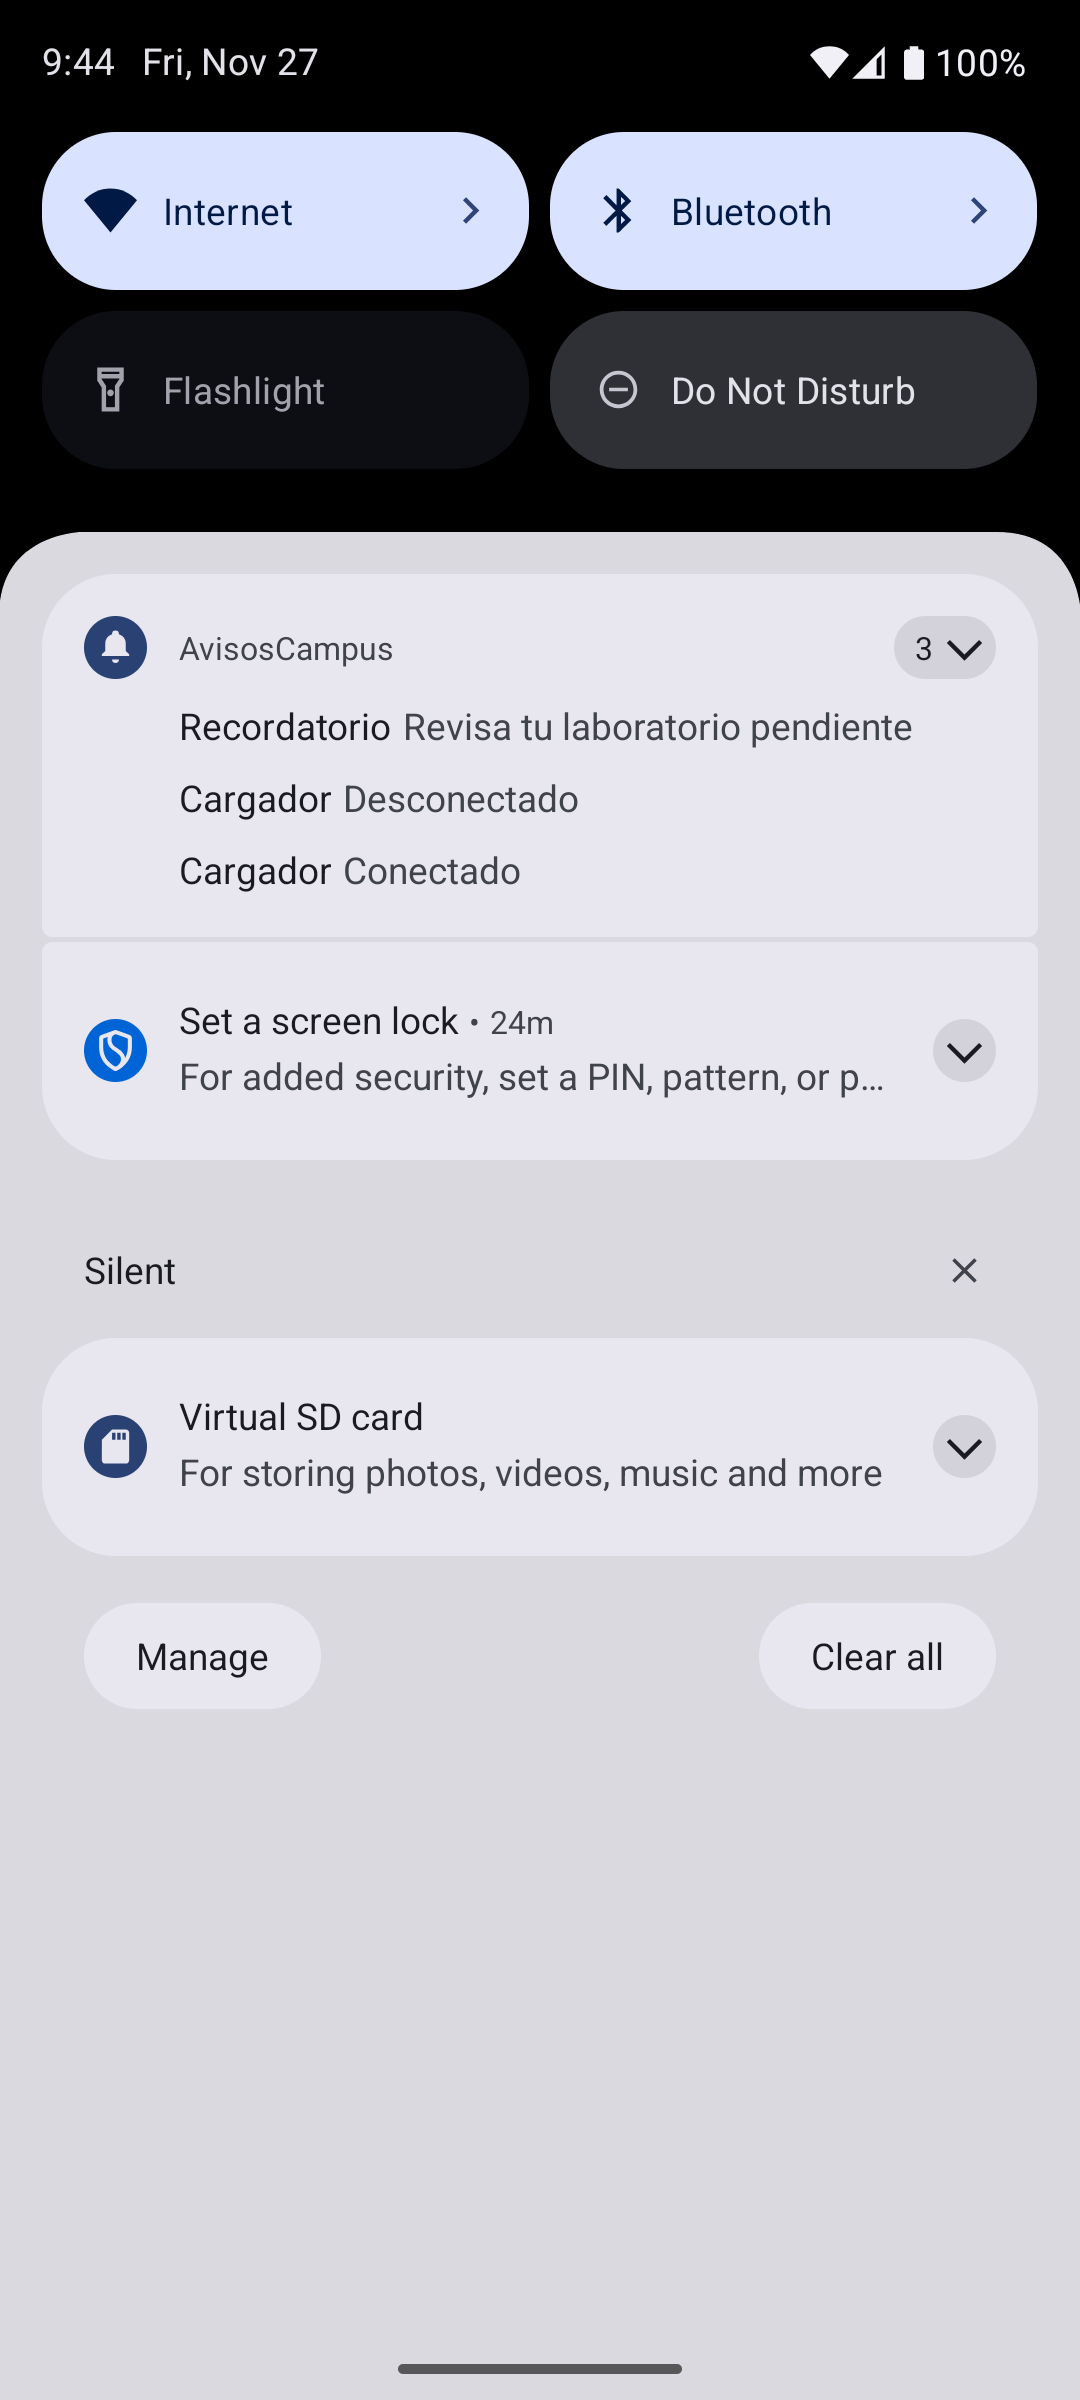 9:44 Fri, Nov 27 100%
Internet
Bluetooth
Flashlight
Do Not Disturb
AvisosCampus 3
Recordatorio Revisa tu laboratorio pendiente
Cargador Desconectado
Cargador Conectado
Set a screen lock • 24m
For added security, set a PIN, pattern, or p...
Silent
Virtual SD card
For storing photos, videos, music and more
Manage
Clear all